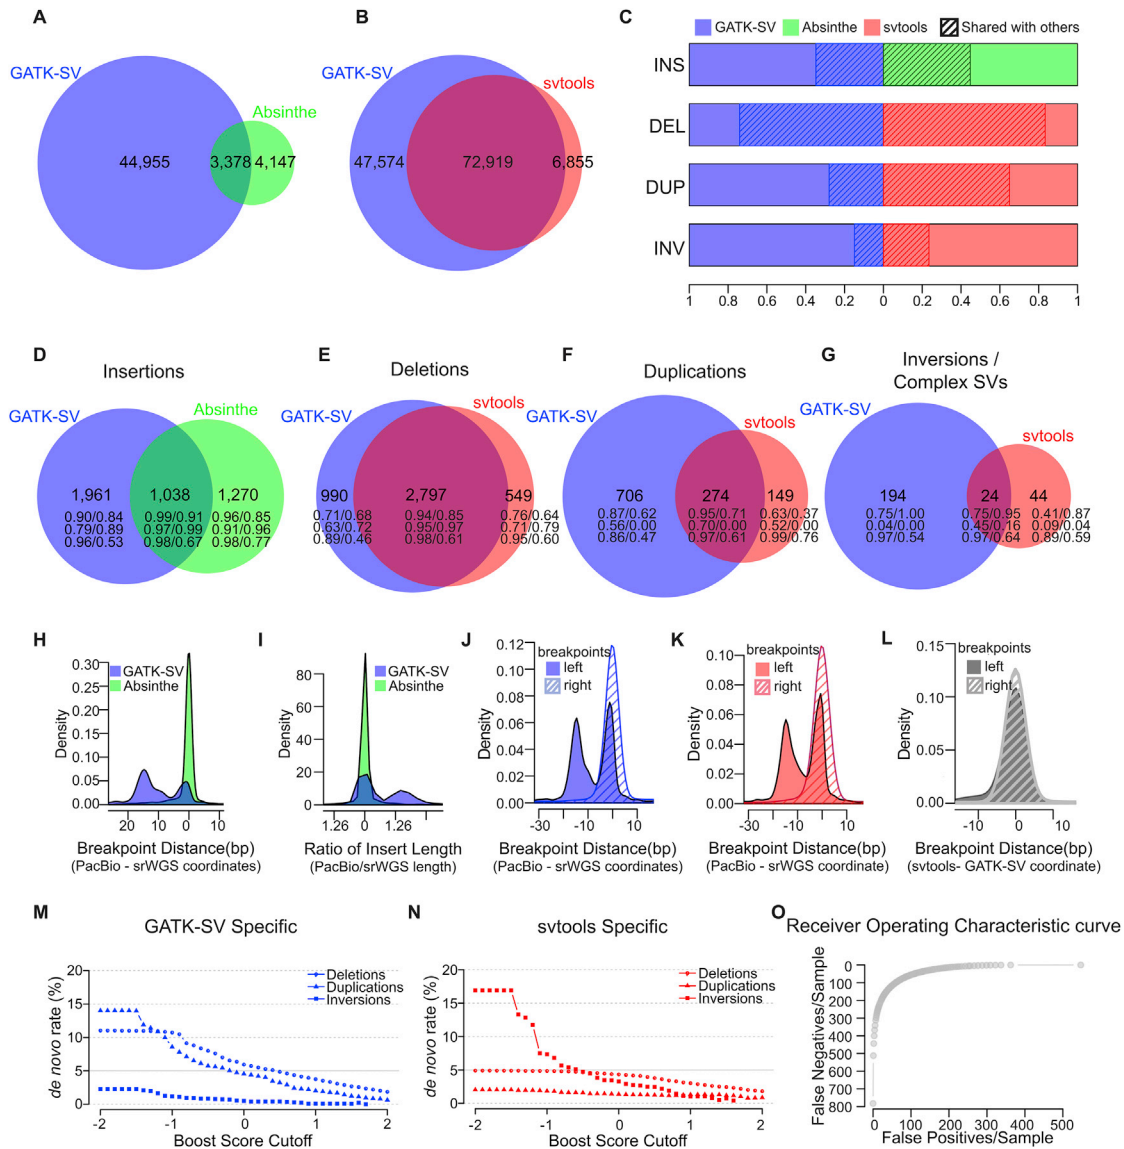 A
GATK-SV
Absinthe
44,955
3,378
4,147
B
GATK-SV
svtools
47,574
72,919
6,855
C
GATK-SV Absinthe svtools Shared with others
INS
DEL
DUP
INV
1 0.8 0.6 0.4 0.2 0 0.2 0.4 0.6 0.8 1
D
Insertions
GATK-SV
Absinthe
1,961 1,038 1,270
0.90/0.84 0.99/0.91 0.96/0.85
0.79/0.89 0.97/0.99 0.91/0.96
0.96/0.53 0.98/0.67 0.98/0.77
E
Deletions
GATK-SV
svtools
990 2,797 549
0.71/0.68 0.94/0.85 0.76/0.64
0.63/0.72 0.95/0.97 0.71/0.79
0.89/0.46 0.98/0.61 0.95/0.60
F
Duplications
GATK-SV
svtools
706 274 149
0.87/0.62 0.95/0.71 0.63/0.37
0.56/0.00 0.70/0.00 0.52/0.00
0.86/0.47 0.97/0.61 0.99/0.76
G
Inversions /
Complex SVs
GATK-SV
svtools
194 24 44
0.75/1.00 0.75/0.95 0.41/0.87
0.04/0.00 0.45/0.16 0.09/0.04
0.97/0.54 0.97/0.64 0.89/0.59
H
GATK-SV
Absinthe
Density
0.30
0.25
0.20
0.15
0.10
0.05
0.00
20 10 0 10
Breakpoint Distance(bp)
(PacBio - srWGS coordinates)
I
GATK-SV
Absinthe
Density
80
60
40
20
0
1.26 0 1.26
Ratio of Insert Length
(PacBio/srWGS length)
J
breakpoints
left
right
Density
0.12
0.10
0.08
0.06
0.04
0.02
0.00
-30 -10 0 10
Breakpoint Distance(bp)
(PacBio - srWGS coordinates)
K
breakpoints
left
right
Density
0.10
0.08
0.06
0.04
0.02
0.00
-30 -10 0 10
Breakpoint Distance(bp)
(PacBio - srWGS coordinate)
L
breakpoints
left
right
Density
0.15
0.10
0.05
0.00
-10 0 10
Breakpoint Distance(bp)
(svtools- GATK-SV coordinate)
M
GATK-SV Specific
Deletions
Duplications
Inversions
de novo rate (%)
20
15
10
5
0
-2 -1 0 1 2
Boost Score Cutoff
N
svtools Specific
Deletions
Duplications
Inversions
de novo rate (%)
20
15
10
5
0
-2 -1 0 1 2
Boost Score Cutoff
O
Receiver Operating Characteristic curve
False Negatives/Sample
0
100
200
300
400
500
600
700
800
0 100 200 300 400 500
False Positives/Sample